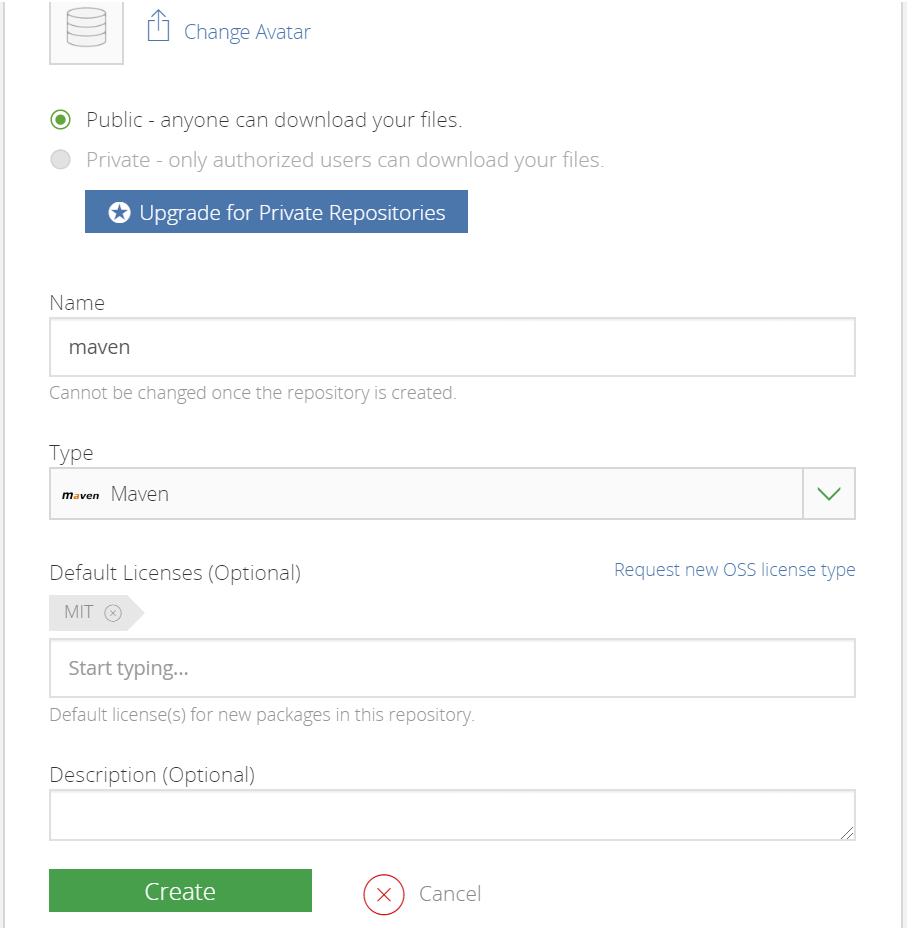 Change Avatar
Public - anyone can download your files.
Private - only authorized users can download your files.
Upgrade for Private Repositories
Name
maven
Cannot be changed once the repository is created.
Type
maven Maven
Default Licenses (Optional) Request new OSS license type
MIT
Start typing...
Default license(s) for new packages in this repository.
Description (Optional)
Create Cancel